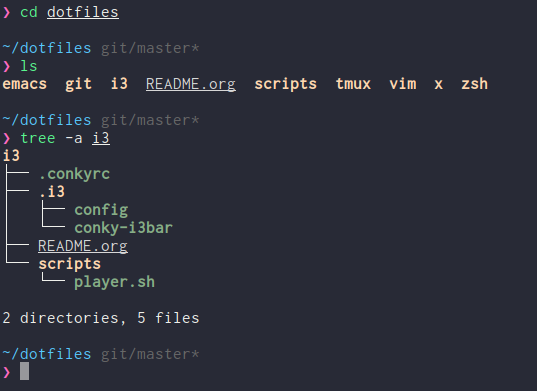 ❯ cd dotfiles
~/dotfiles git/master*
❯ ls
emacs  git  i3  README.org  scripts  tmux  vim  x  zsh
~/dotfiles git/master*
❯ tree -a i3
i3
├── .conkyrc
├── .i3
│   ├── config
│   └── conky-i3bar
├── README.org
└── scripts
    └── player.sh
2 directories, 5 files
~/dotfiles git/master*
❯